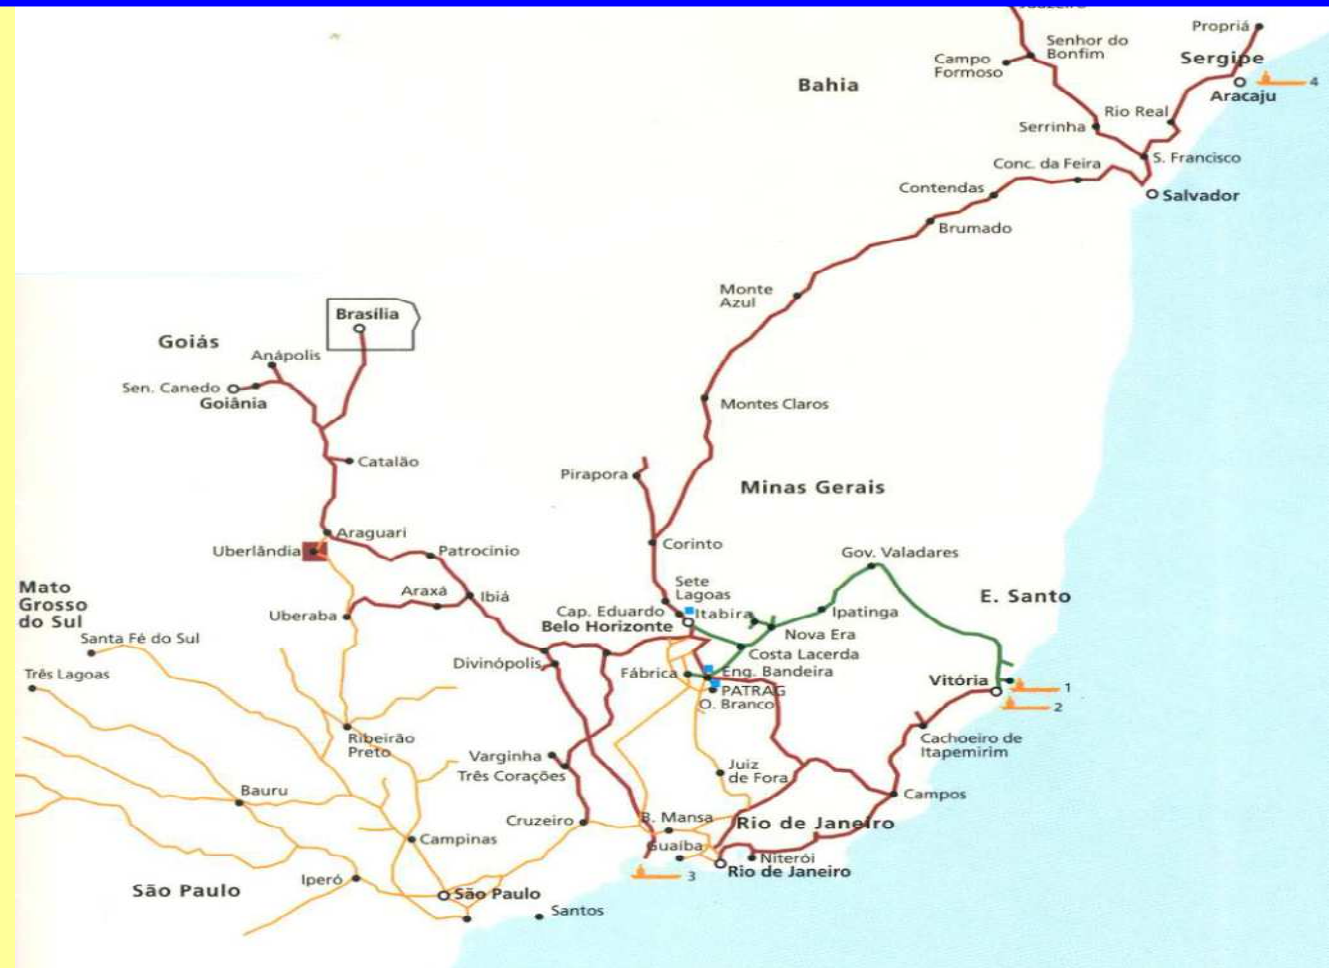 Propriá
Senhor do
Bonfim
Campo
Formoso
Sergipe
Bahia
4
Aracaju
Rio Real
Serrinha
S. Francisco
Conc. da Feira
Contendas
Salvador
Brumado
Monte
Azul
Brasília
Goiás
Anápolis
Sen. Canedo
Goiânia
Montes Claros
Catalão
Pirapora
Minas Gerais
Araguari
Corinto
Uberlândia
Patrocínio
Gov. Valadares
Mato
Grosso
do Sul
Sete
Lagoas
Araxá
Ibiá
E. Santo
Uberaba
Cap. Eduardo
Itabira
Ipatinga
Belo Horizonte
Nova Era
Santa Fé do Sul
Costa Lacerda
Divinópolis
Três Lagoas
Fábrica
Eng. Bandeira
Vitória
1
PATRAG
O. Branco
2
Ribeirão
Preto
Cachoeiro de
Itapemirim
Varginha
Três Corações
Juiz
de Fora
Bauru
Campos
Cruzeiro
B. Mansa
Rio de Janeiro
Campinas
Guaíba
Niterói
3
Rio de Janeiro
Iperó
São Paulo
São Paulo
Santos